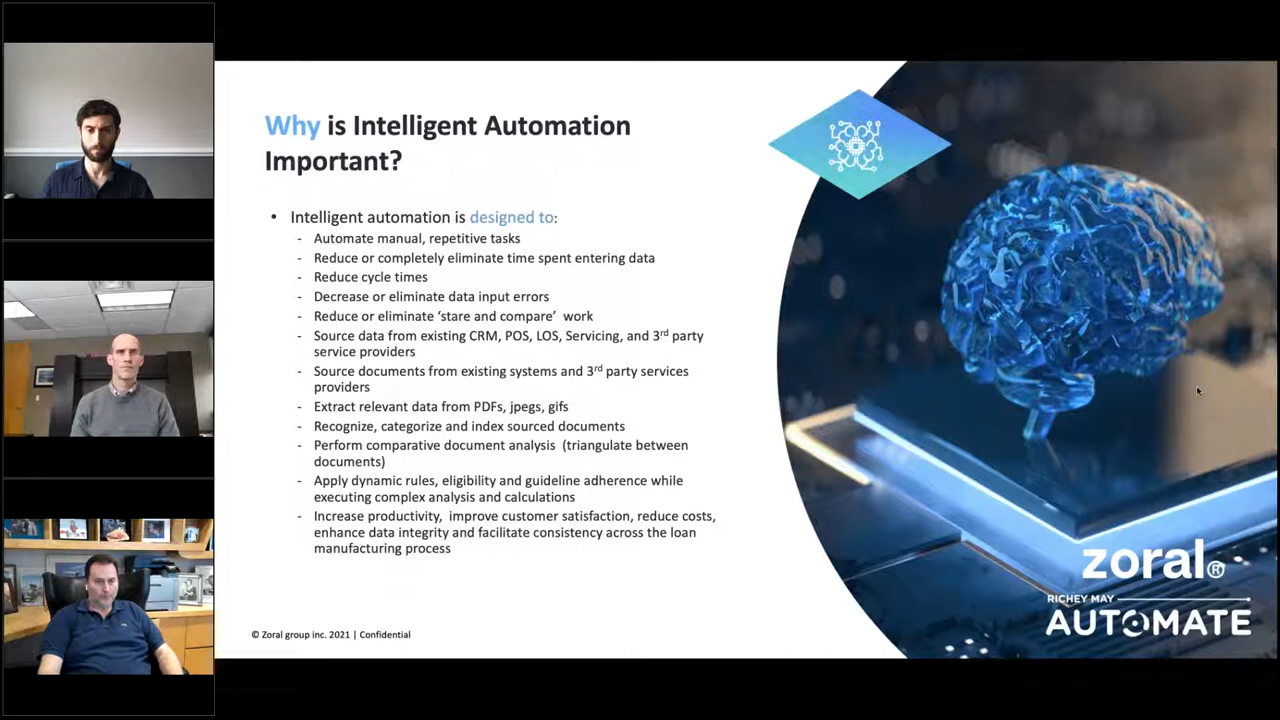 Why is Intelligent Automation
Important?
• Intelligent automation is designed to:
- Automate manual, repetitive tasks
- Reduce or completely eliminate time spent entering data
- Reduce cycle times
- Decrease or eliminate data input errors
- Reduce or eliminate ‘stare and compare’ work
- Source data from existing CRM, POS, LOS, Servicing, and 3rd party
service providers
- Source documents from existing systems and 3rd party services
providers
- Extract relevant data from PDFs, jpegs, gifs
- Recognize, categorize and index sourced documents
- Perform comparative document analysis (triangulate between
documents)
- Apply dynamic rules, eligibility and guideline adherence while
executing complex analysis and calculations
- Increase productivity, improve customer satisfaction, reduce costs,
enhance data integrity and facilitate consistency across the loan
manufacturing process
zoral®
RICHEY MAY
AUTOMATE
© Zoral group inc. 2021 | Confidential